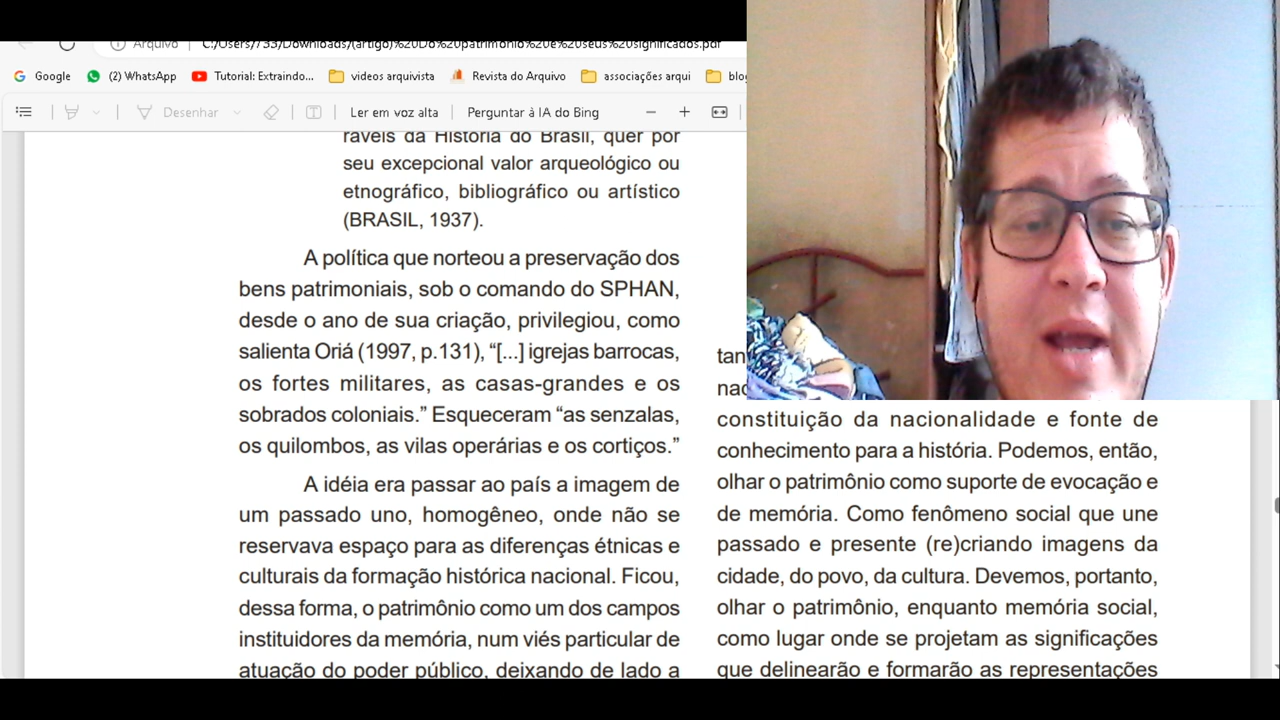 Arquivo C:/Users/733/Downloads/(artigo)%20Do%20patrimonio%20e%20seus%20significados.pdf
Google (2) WhatsApp Tutorial: Extraindo... videos arquivista Revista do Arquivo associações arqui blog
Desenhar Ler em voz alta Perguntar à IA do Bing
ráveis da História do Brasil, quer por
seu excepcional valor arqueológico ou
etnográfico, bibliográfico ou artístico
(BRASIL, 1937).
A política que norteou a preservação dos
bens patrimoniais, sob o comando do SPHAN,
desde o ano de sua criação, privilegiou, como
salienta Oriá (1997, p.131), “[...] igrejas barrocas,
os fortes militares, as casas-grandes e os
sobrados coloniais.” Esqueceram “as senzalas,
os quilombos, as vilas operárias e os cortiços.”
A idéia era passar ao país a imagem de
um passado uno, homogêneo, onde não se
reservava espaço para as diferenças étnicas e
culturais da formação histórica nacional. Ficou,
dessa forma, o patrimônio como um dos campos
instituidores da memória, num viés particular de
atuação do poder público, deixando de lado a
tan
nac
constituição da nacionalidade e fonte de
conhecimento para a história. Podemos, então,
olhar o patrimônio como suporte de evocação e
de memória. Como fenômeno social que une
passado e presente (re)criando imagens da
cidade, do povo, da cultura. Devemos, portanto,
olhar o patrimônio, enquanto memória social,
como lugar onde se projetam as significações
que delinearão e formarão as representações